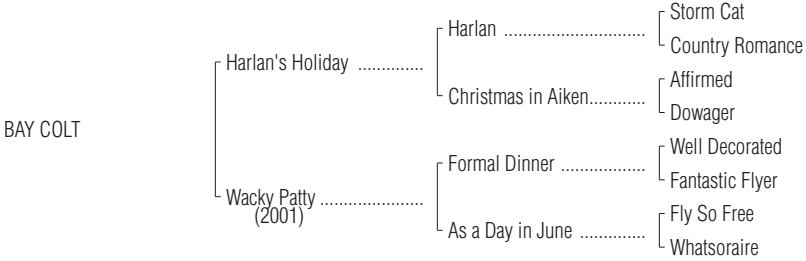 Storm Cat
Harlan ..............................
Country Romance
Harlan's Holiday ..............
Affirmed
Christmas in Aiken............
Dowager
BAY COLT
Well Decorated
Formal Dinner ..................
Fantastic Flyer
Wacky Patty ......................
(2001)
Fly So Free
As a Day in June ..............
Whatsoraire